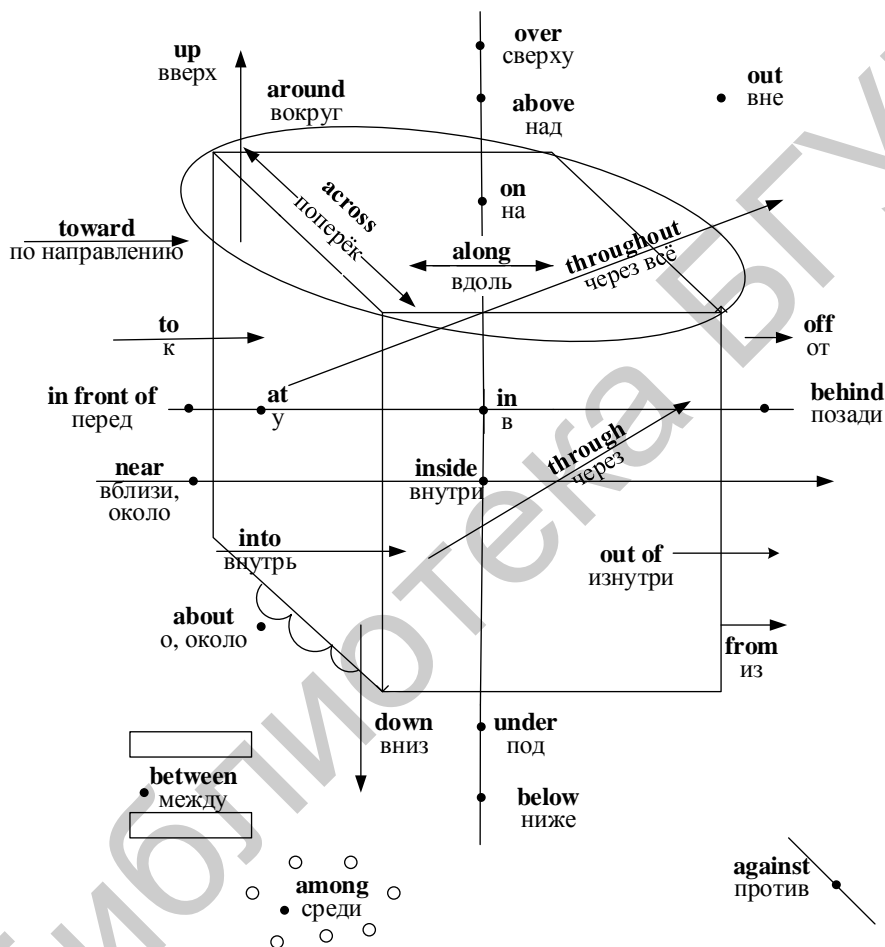 up
вверх
over
сверху
out
вне
around
вокруг
above
над
on
на
across
поперёк
toward
по направлению
along
вдоль
throughout
через всё
to
к
off
от
in front of
перед
at
у
in
в
behind
позади
near
вблизи,
около
inside
внутри
through
через
into
внутрь
out of
изнутри
about
о, около
from
из
down
вниз
under
под
between
между
below
ниже
among
среди
against
против
библиотека БГУ